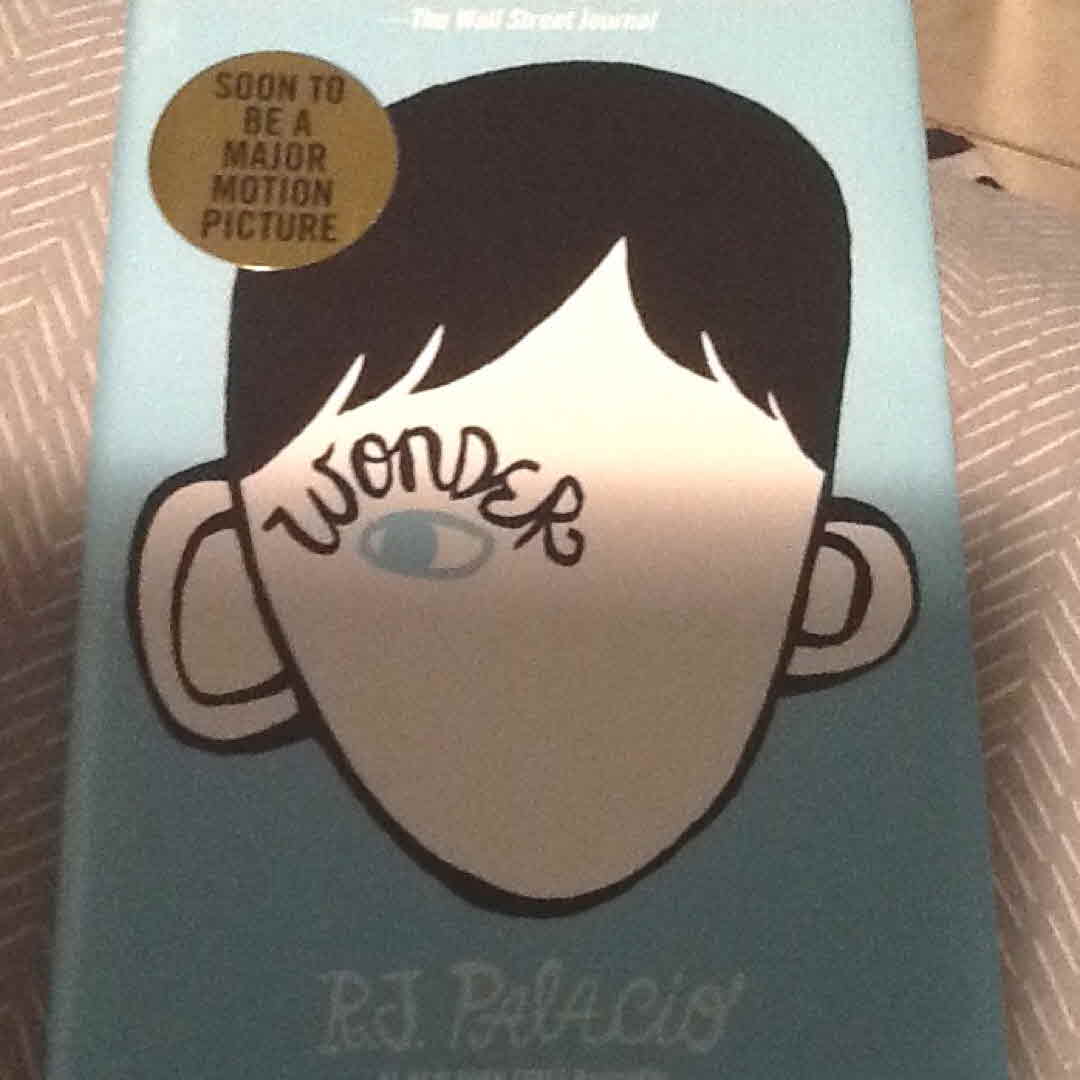 —The Wall Street Journal
SOON TO
BE A
MAJOR
MOTION
PICTURE
WONDER
R.J. PALACIO